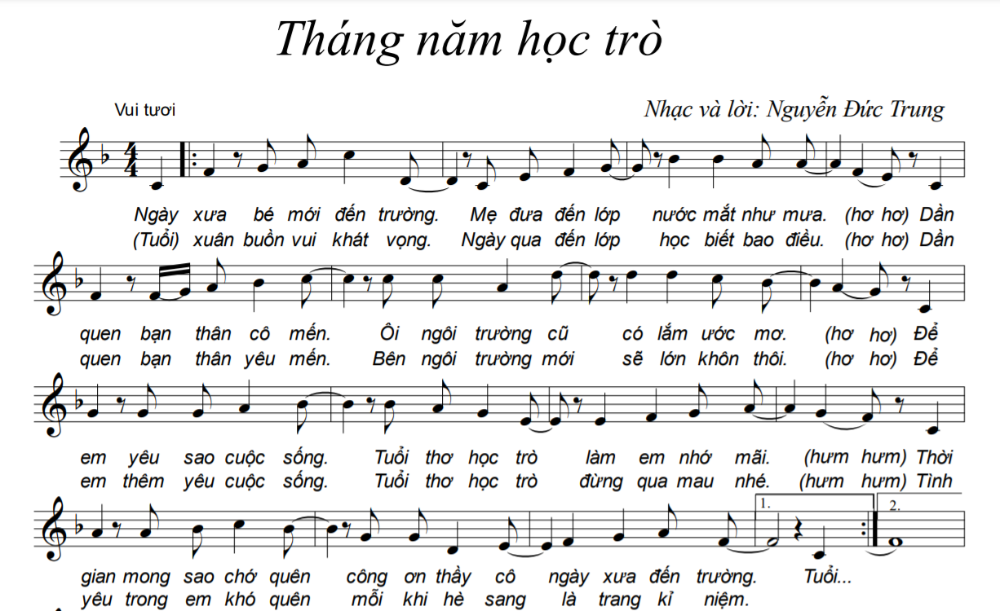 Tháng năm học trò
Vui tươi
Nhạc và lời: Nguyễn Đức Trung
4
4
Ngày xưa bé mới đến trường. Mẹ đưa đến lớp nước mắt như mưa. (hơ hơ) Dần
(Tuổi) xuân buồn vui khát vọng. Ngày qua đến lớp học biết bao điều. (hơ hơ) Dần
quen bạn thân cô mến. Ôi ngôi trường cũ có lắm ước mơ. (hơ hơ) Để
quen bạn thân yêu mến. Bên ngôi trường mới sẽ lớn khôn thôi. (hơ hơ) Để
em yêu sao cuộc sống. Tuổi thơ học trò làm em nhớ mãi. (hưm hưm) Thời
em thêm yêu cuộc sống. Tuổi thơ học trò đừng qua mau nhé. (hưm hưm) Tình
1. 2.
gian mong sao chớ quên công ơn thầy cô ngày xưa đến trường. Tuổi...
yêu trong em khó quên mỗi khi hè sang là trang kỉ niệm.